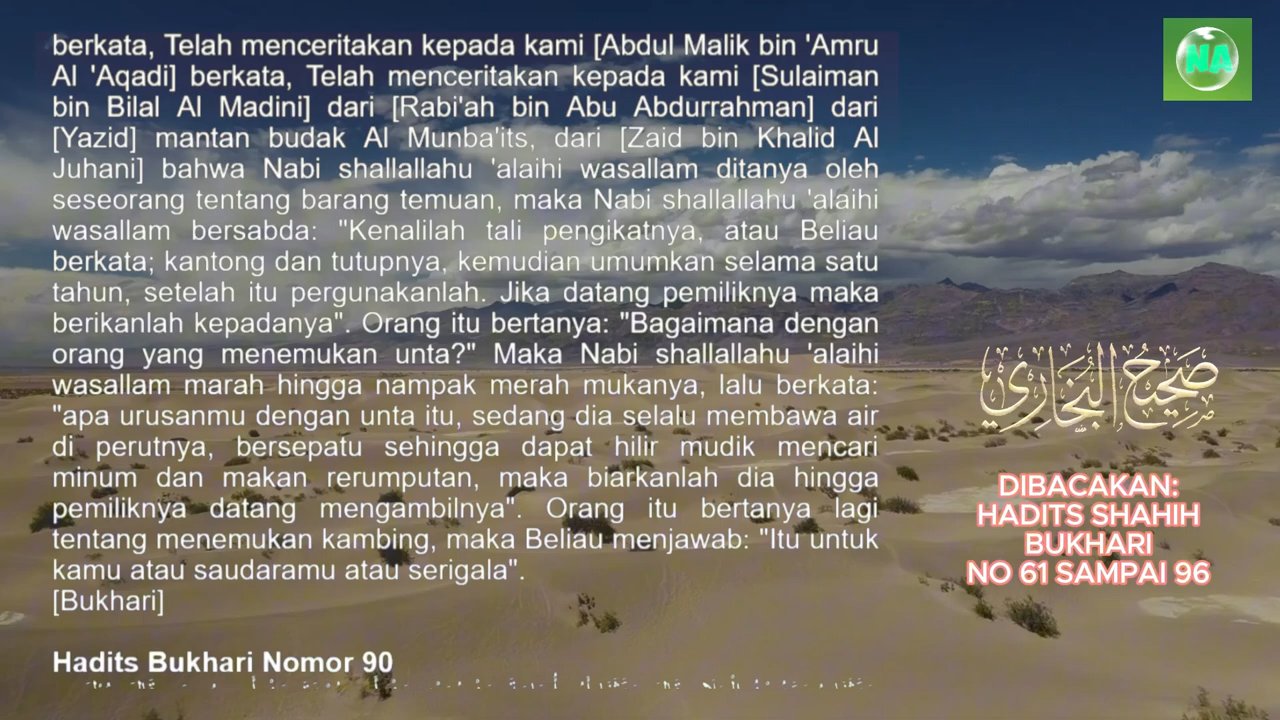 berkata, Telah menceritakan kepada kami [Abdul Malik bin 'Amru
Al 'Aqadi] berkata, Telah menceritakan kepada kami [Sulaiman
bin Bilal Al Madini] dari [Rabi'ah bin Abu Abdurrahman] dari
[Yazid] mantan budak Al Munba'its, dari [Zaid bin Khalid Al
Juhani] bahwa Nabi shallallahu 'alaihi wasallam ditanya oleh
seseorang tentang barang temuan, maka Nabi shallallahu 'alaihi
wasallam bersabda: "Kenalilah tali pengikatnya, atau Beliau
berkata; kantong dan tutupnya, kemudian umumkan selama satu
tahun, setelah itu pergunakanlah. Jika datang pemiliknya maka
berikanlah kepadanya". Orang itu bertanya: "Bagaimana dengan
orang yang menemukan unta?" Maka Nabi shallallahu 'alaihi
wasallam marah hingga nampak merah mukanya, lalu berkata:
"apa urusanmu dengan unta itu, sedang dia selalu membawa air
di perutnya, bersepatu sehingga dapat hilir mudik mencari
minum dan makan rerumputan, maka biarkanlah dia hingga
pemiliknya datang mengambilnya". Orang itu bertanya lagi
tentang menemukan kambing, maka Beliau menjawab: "Itu untuk
kamu atau saudaramu atau serigala".
[Bukhari]
Hadits Bukhari Nomor 90
NA
صَحِيحُ الْبُخَارِي
DIBACAKAN:
HADITS SHAHIH
BUKHARI
NO 61 SAMPAI 96